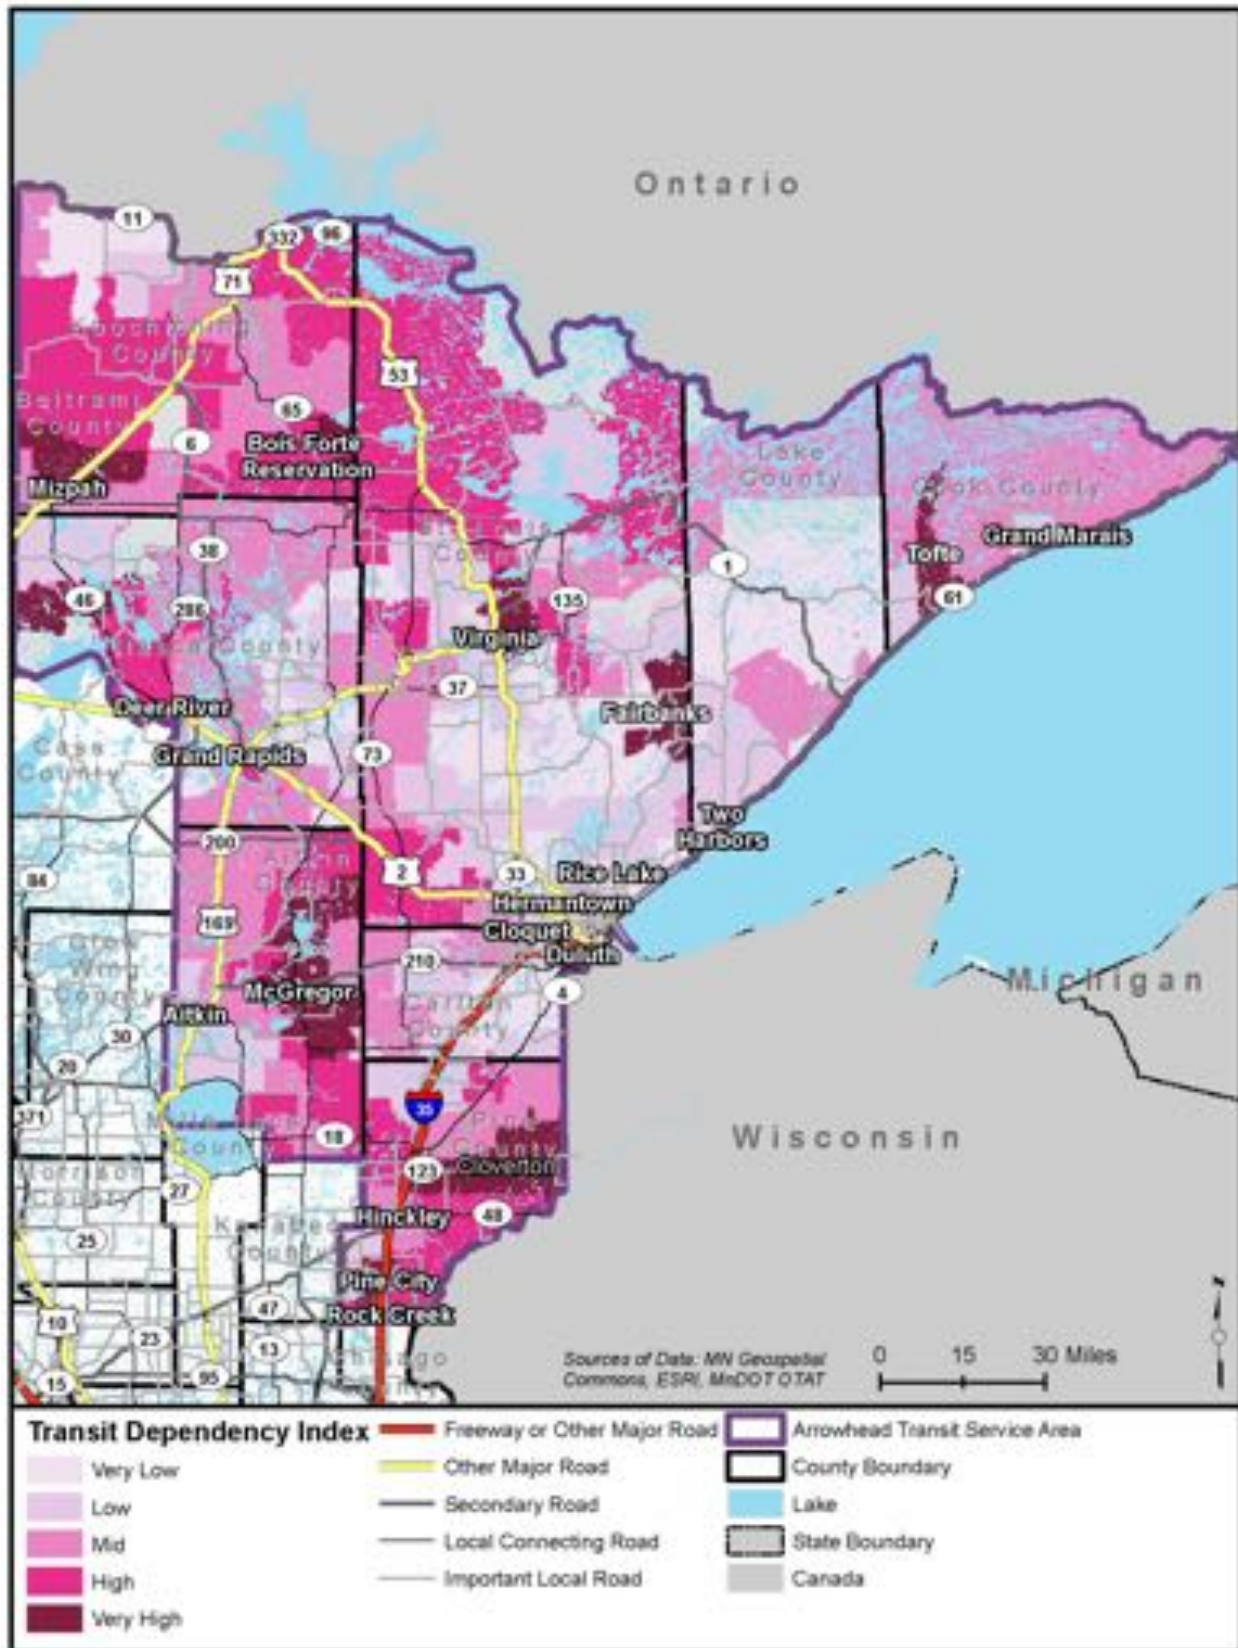 Ontario
11
332
96
71
Koochiching
County
53
Beltrami
County
65
6
Bois Forte
Reservation
Mizpah
Lake
County
Cook County
Grand Marais
Tofte
St. Louis
County
38
1
61
46
286
135
Itasca County
Virginia
37
Deer River
Fairbanks
Cass
County
Grand Rapids
73
Two
Harbors
200
Aitkin
County
84
2
33
Rice Lake
Hermantown
Cloquet
Duluth
169
Crow
Wing
County
210
Michigan
McGregor
4
Carlton
County
Aitkin
30
20
35
371
Mille Lacs
County
18
Pine
County
Cloverton
Wisconsin
Morrison
County
123
27
Hinckley
48
25
Kanabec
County
Pine City
Rock Creek
47
10
23
13
Chisago
County
15
95
Sources of Data: MN Geospatial
Commons, ESRI, MnDOT OTAT
0 15 30 Miles
N
Transit Dependency Index
Very Low
Low
Mid
High
Very High
Freeway or Other Major Road
Other Major Road
Secondary Road
Local Connecting Road
Important Local Road
Arrowhead Transit Service Area
County Boundary
Lake
State Boundary
Canada